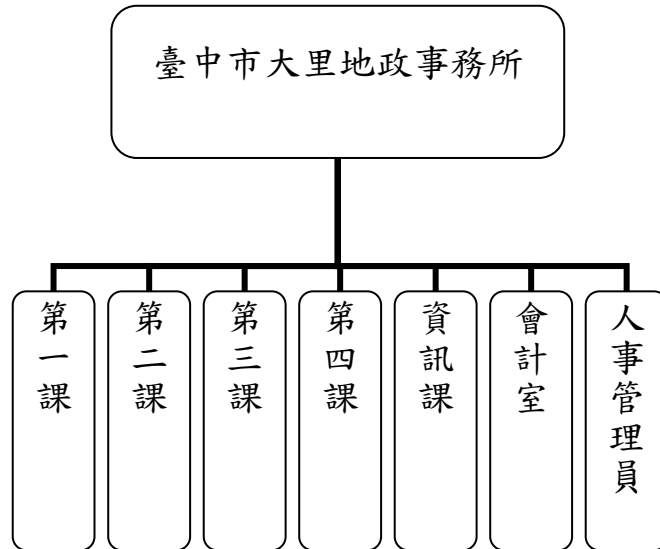 臺中市大里地政事務所
第一課
第二課
第三課
第四課
資訊課
會計室
人事管理員